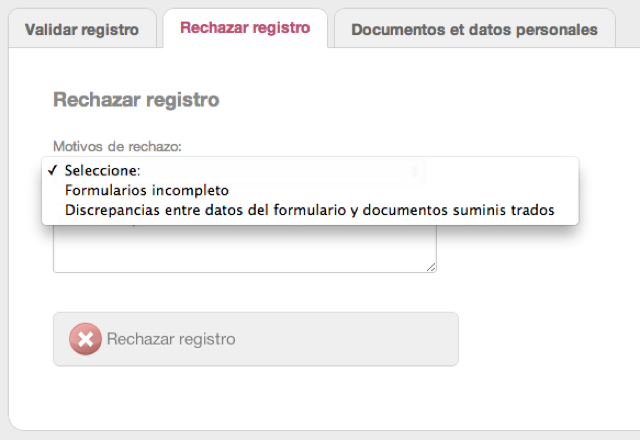 Validar registro
Rechazar registro
Documentos et datos personales
Rechazar registro
Motivos de rechazo:
✓ Seleccione:
Formularios incompleto
Discrepancias entre datos del formulario y documentos suminis trados
Rechazar registro